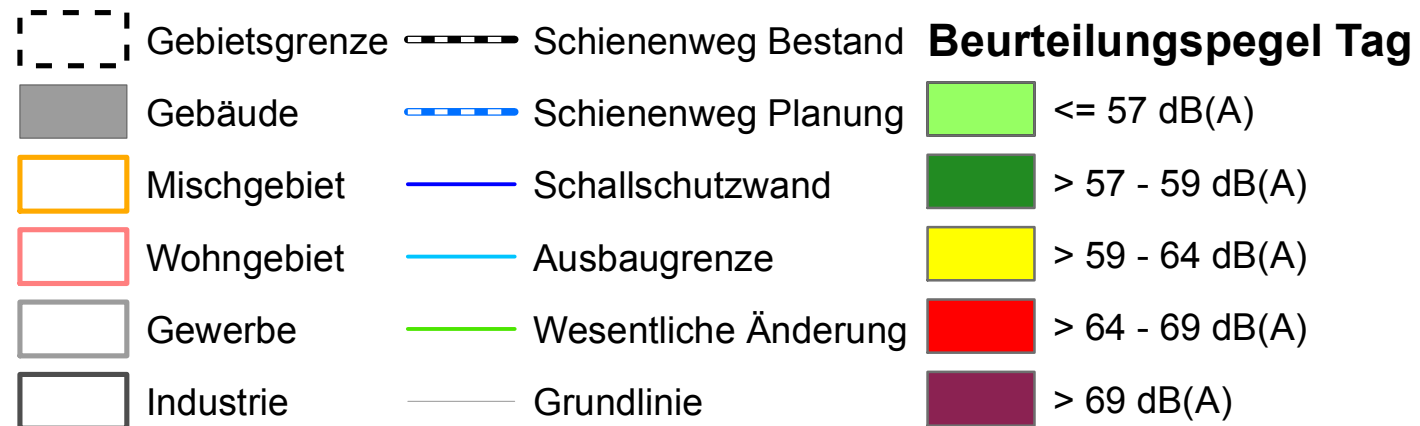 Gebietsgrenze Schienenweg Bestand Beurteilungspegel Tag
Gebäude Schienenweg Planung <= 57 dB(A)
Mischgebiet Schallschutzwand > 57 - 59 dB(A)
Wohngebiet Ausbaugrenze > 59 - 64 dB(A)
Gewerbe Wesentliche Änderung > 64 - 69 dB(A)
Industrie Grundlinie > 69 dB(A)